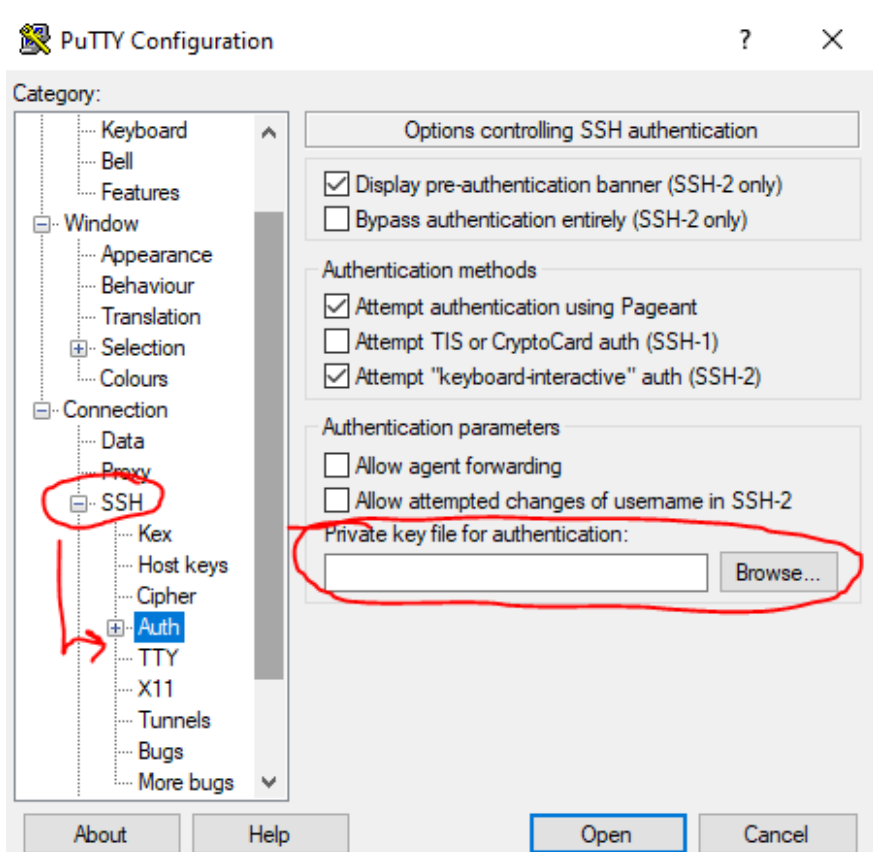 PuTTY Configuration
?
Category:
Keyboard
Bell
Features
Window
Appearance
Behaviour
Translation
Selection
Colours
Connection
Data
Proxy
SSH
Kex
Host keys
Cipher
Auth
TTY
X11
Tunnels
Bugs
More bugs
Options controlling SSH authentication
Display pre-authentication banner (SSH-2 only)
Bypass authentication entirely (SSH-2 only)
Authentication methods
Attempt authentication using Pageant
Attempt TIS or CryptoCard auth (SSH-1)
Attempt "keyboard-interactive" auth (SSH-2)
Authentication parameters
Allow agent forwarding
Allow attempted changes of username in SSH-2
Private key file for authentication:
Browse...
About
Help
Open
Cancel